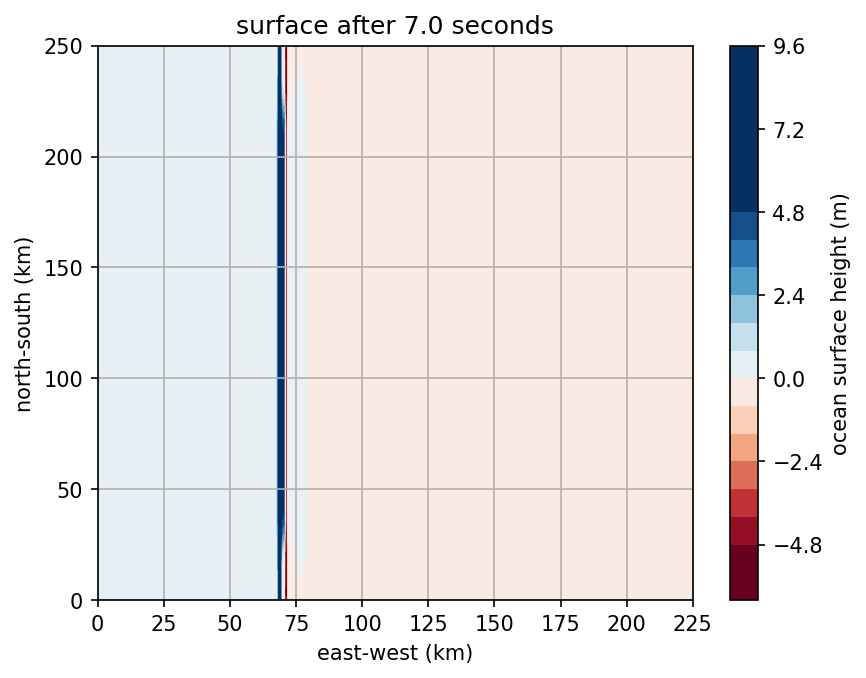 surface after 7.0 seconds
250
200
150
100
50
0
north-south (km)
0 25 50 75 100 125 150 175 200 225
east-west (km)
9.6
7.2
4.8
2.4
0.0
−2.4
−4.8
ocean surface height (m)